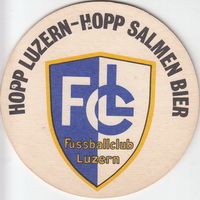 HOPP LUZERN-HOPP SALMEN BIER
FCL
Fussballclub
Luzern